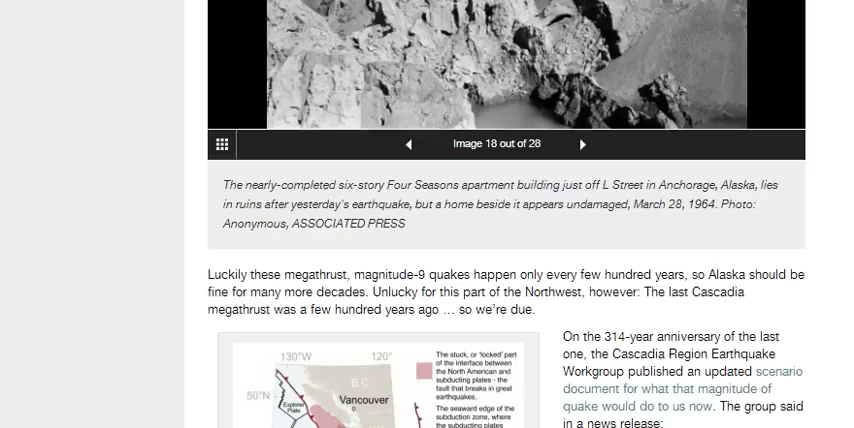 Image 18 out of 28
The nearly-completed six-story Four Seasons apartment building just off L Street in Anchorage, Alaska, lies
in ruins after yesterday's earthquake, but a home beside it appears undamaged, March 28, 1964. Photo:
Anonymous, ASSOCIATED PRESS
Luckily these megathrust, magnitude-9 quakes happen only every few hundred years, so Alaska should be
fine for many more decades. Unlucky for this part of the Northwest, however: The last Cascadia
megathrust was a few hundred years ago ... so we're due.
130°W 120°
50°N
B C
Vancouver
Explorer
Plate
The stuck, or 'locked' part
of the interface between
the North American and
subducting plates - the
fault that breaks in great
earthquakes.
The seaward edge of the
subduction zone, where
the subducting plates
On the 314-year anniversary of the last
one, the Cascadia Region Earthquake
Workgroup published an updated scenario
document for what that magnitude of
quake would do to us now. The group said
in a news release: